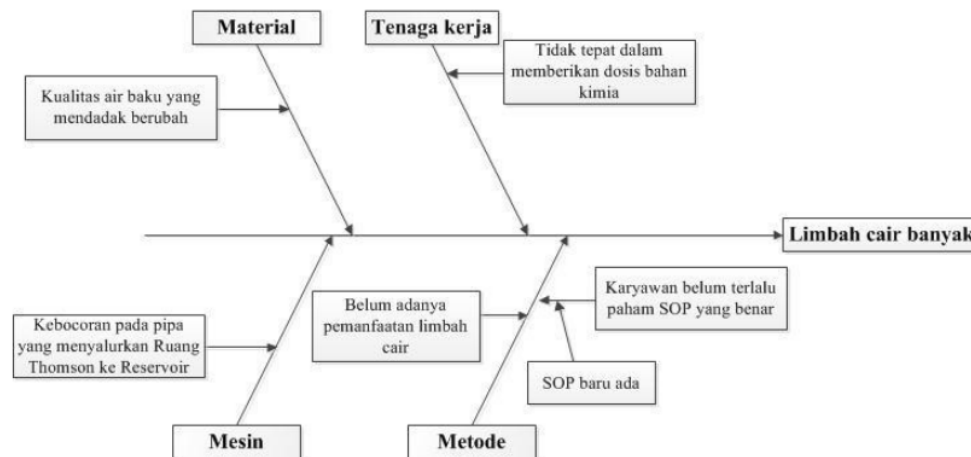 Material
Tenaga kerja
Tidak tepat dalam
memberikan dosis bahan
kimia
Kualitas air baku yang
mendadak berubah
Limbah cair banyak
Karyawan belum terlalu
paham SOP yang benar
Belum adanya
pemanfaatan limbah
cair
Kebocoran pada pipa
yang menyalurkan Ruang
Thomson ke Reservoir
SOP baru ada
Mesin
Metode